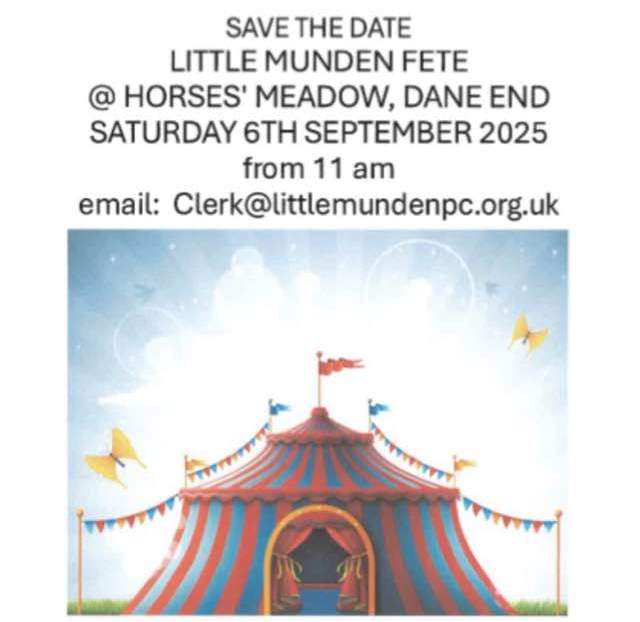 SAVE THE DATE
LITTLE MUNDEN FETE
@ HORSES' MEADOW, DANE END
SATURDAY 6TH SEPTEMBER 2025
from 11 am
email: Clerk@littlemundenpc.org.uk